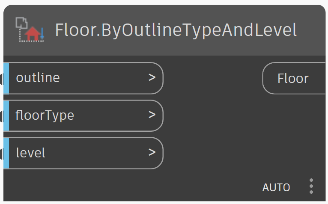 Floor.ByOutlineTypeAndLevel
outline >
Floor
floorType >
level >
AUTO